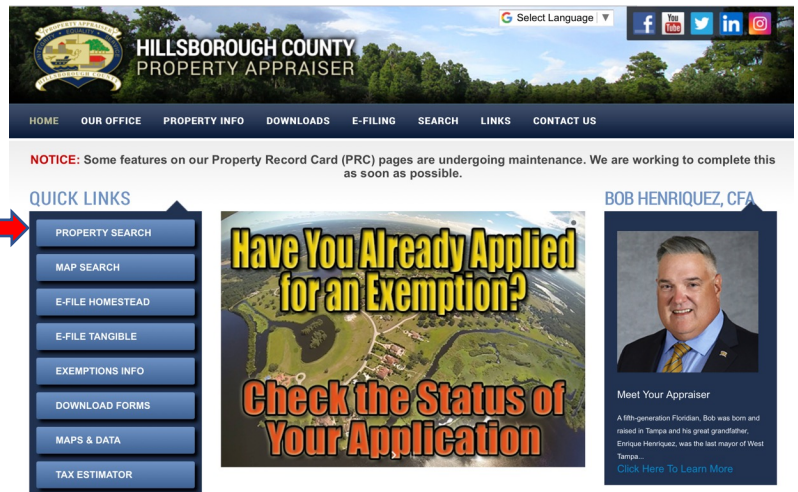 PROPERTY APPRAISER
EQUALITY
HILLSBOROUGH COUNTY
HILLSBOROUGH COUNTY
PROPERTY APPRAISER
G Select Language ▼
f
You
Tube
in
HOME OUR OFFICE PROPERTY INFO DOWNLOADS E-FILING SEARCH LINKS CONTACT US
NOTICE: Some features on our Property Record Card (PRC) pages are undergoing maintenance. We are working to complete this
as soon as possible.
QUICK LINKS
PROPERTY SEARCH
MAP SEARCH
E-FILE HOMESTEAD
E-FILE TANGIBLE
EXEMPTIONS INFO
DOWNLOAD FORMS
MAPS & DATA
TAX ESTIMATOR
Have You Already Applied
for an Exemption?
Check the Status of
Your Application
BOB HENRIQUEZ, CFA
Meet Your Appraiser
A fifth-generation Floridian, Bob was born and
raised in Tampa and his great grandfather,
Enrique Henriquez, was the last mayor of West
Tampa...
Click Here To Learn More